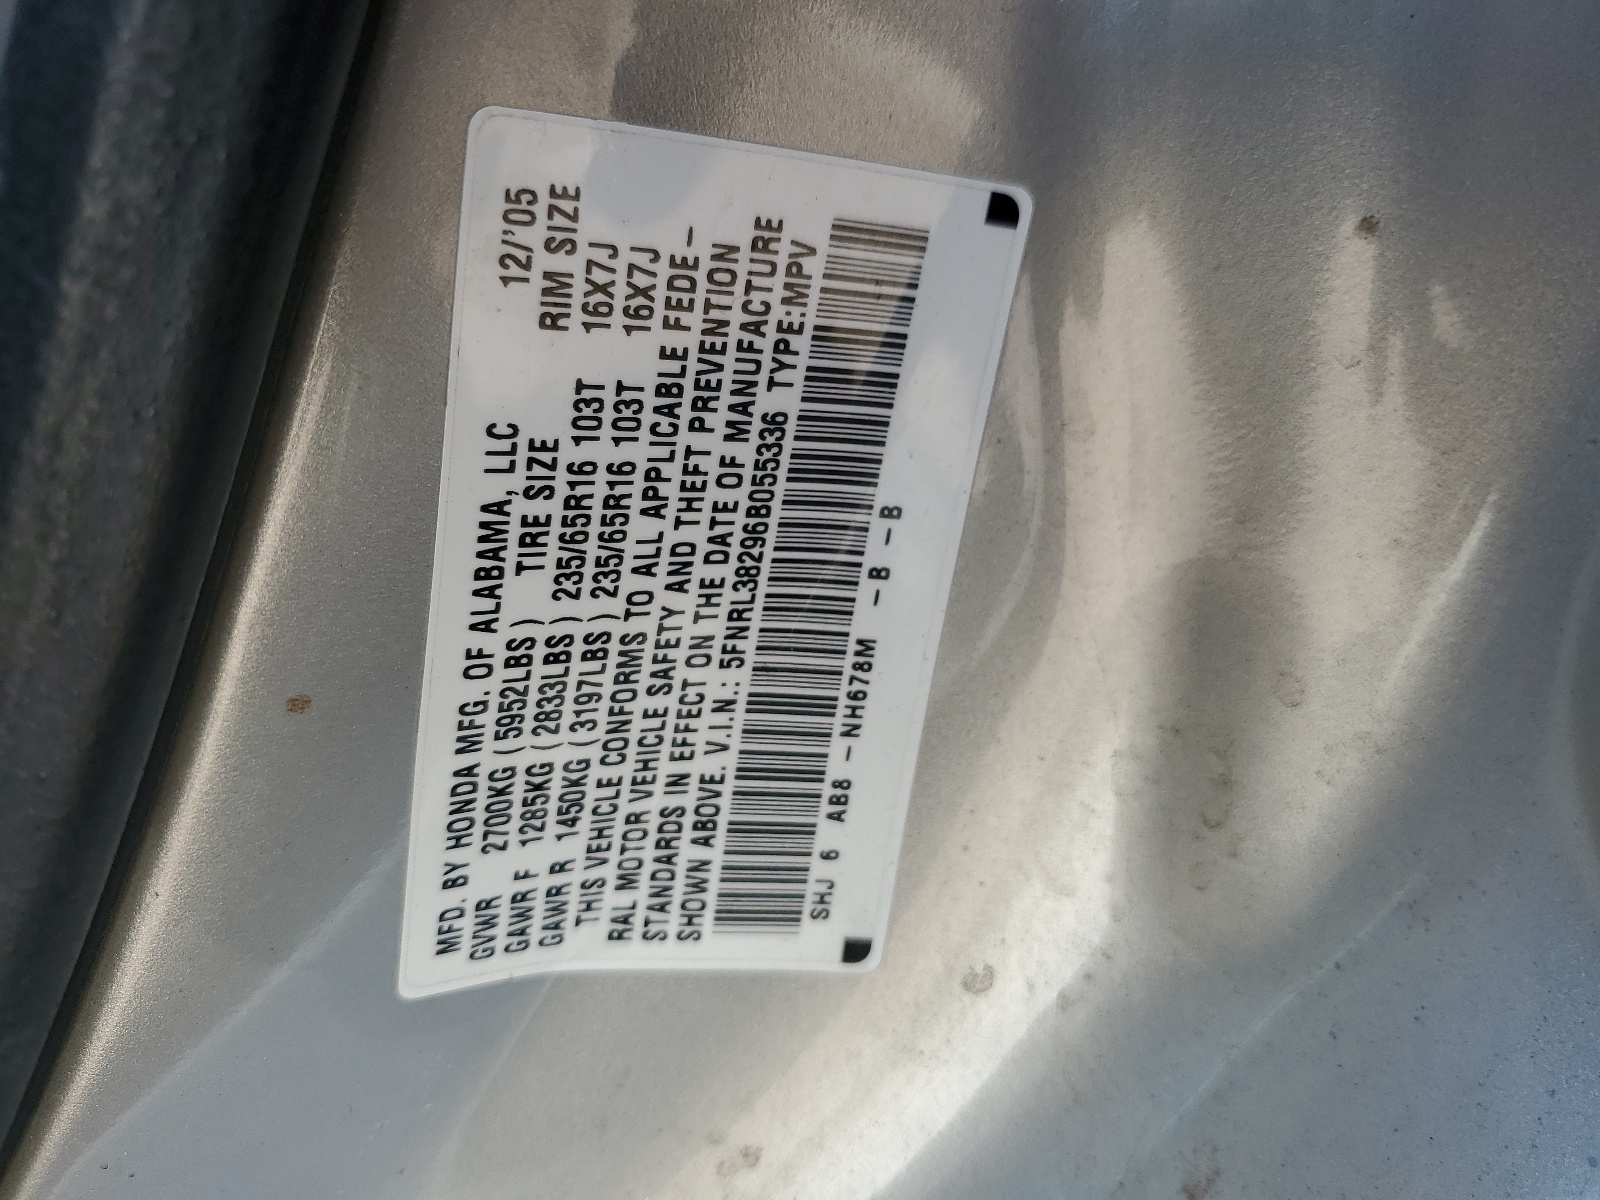 MFD. BY HONDA MFG. OF ALABAMA, LLC 12/'05
GVWR 2700KG (5952LBS) TIRE SIZE RIM SIZE
GAWR F 1285KG (2833LBS) 235/65R16 103T 16X7J
GAWR R 1450KG (3197LBS) 235/65R16 103T 16X7J
THIS VEHICLE CONFORMS TO ALL APPLICABLE FEDE-
RAL MOTOR VEHICLE SAFETY AND THEFT PREVENTION
STANDARDS IN EFFECT ON THE DATE OF MANUFACTURE
SHOWN ABOVE. V.I.N.: 5FNRL38296B055336 TYPE:MPV
SHJ 6 AB8 - NH678M - B - B